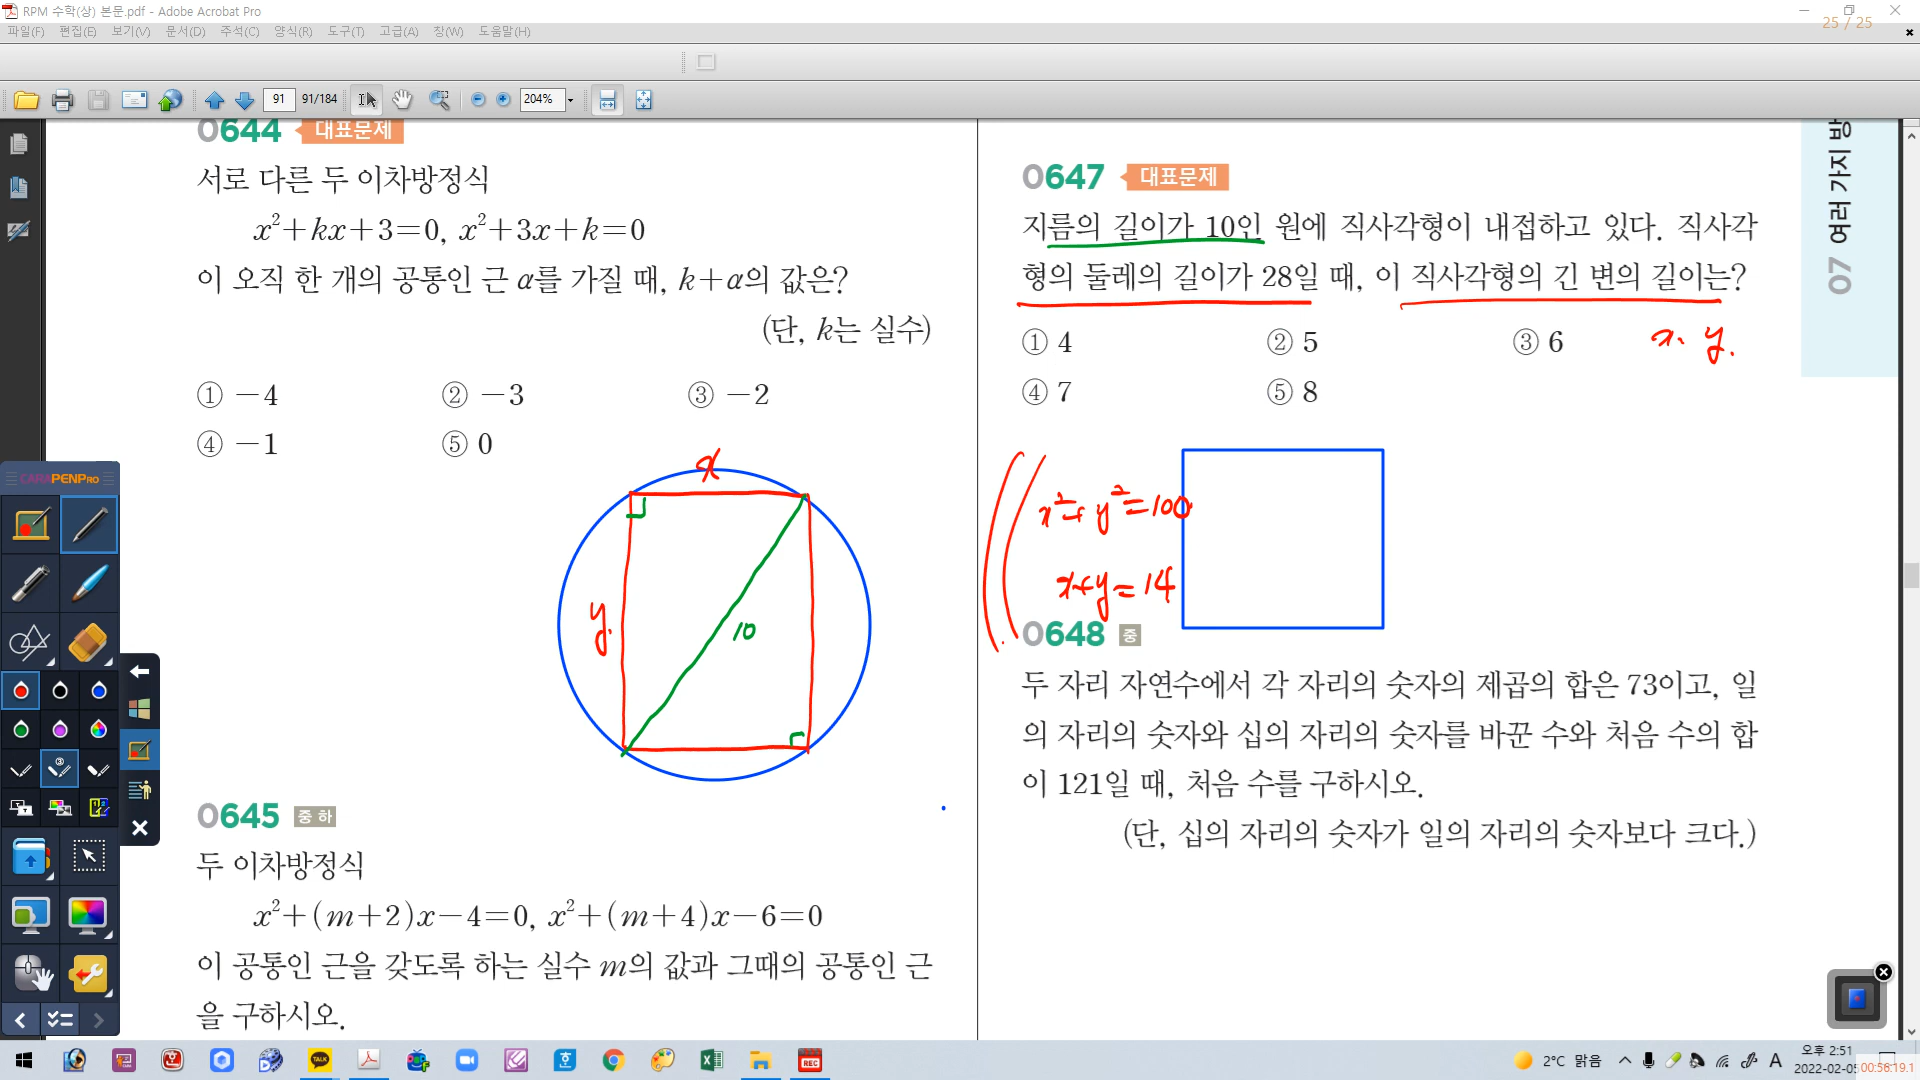 RPM 수학(상) 본문.pdf - Adobe Acrobat Pro
25 / 25
파일(F) 편집(E) 보기(V) 문서(D) 주석(C) 양식(R) 도구(T) 고급(A) 창(W) 도움말(H)
91 91/184 204%
0644 대표문제
서로 다른 두 이차방정식
x²+kx+3=0, x²+3x+k=0
이 오직 한 개의 공통인 근 α를 가질 때, k+α의 값은?
(단, k는 실수)
① -4 ② -3 ③ -2
④ -1 ⑤ 0
x
y.
10
0645 중 하
두 이차방정식
x²+(m+2)x-4=0, x²+(m+4)x-6=0
이 공통인 근을 갖도록 하는 실수 m의 값과 그때의 공통인 근
을 구하시오.
0647 대표문제
지름의 길이가 10인 원에 직사각형이 내접하고 있다. 직사각
형의 둘레의 길이가 28일 때, 이 직사각형의 긴 변의 길이는?
① 4 ② 5 ③ 6
x. y.
④ 7 ⑤ 8
x²+y²=100
x+y=14
0648 중
두 자리 자연수에서 각 자리의 숫자의 제곱의 합은 73이고, 일
의 자리의 숫자와 십의 자리의 숫자를 바꾼 수와 처음 수의 합
이 121일 때, 처음 수를 구하시오.
(단, 십의 자리의 숫자가 일의 자리의 숫자보다 크다.)
07 여러 가지 방
CARAPENPRO
③
TALK
REC
2°C 맑음
A
오후 2:51
2022-02-05
00:56:19.1